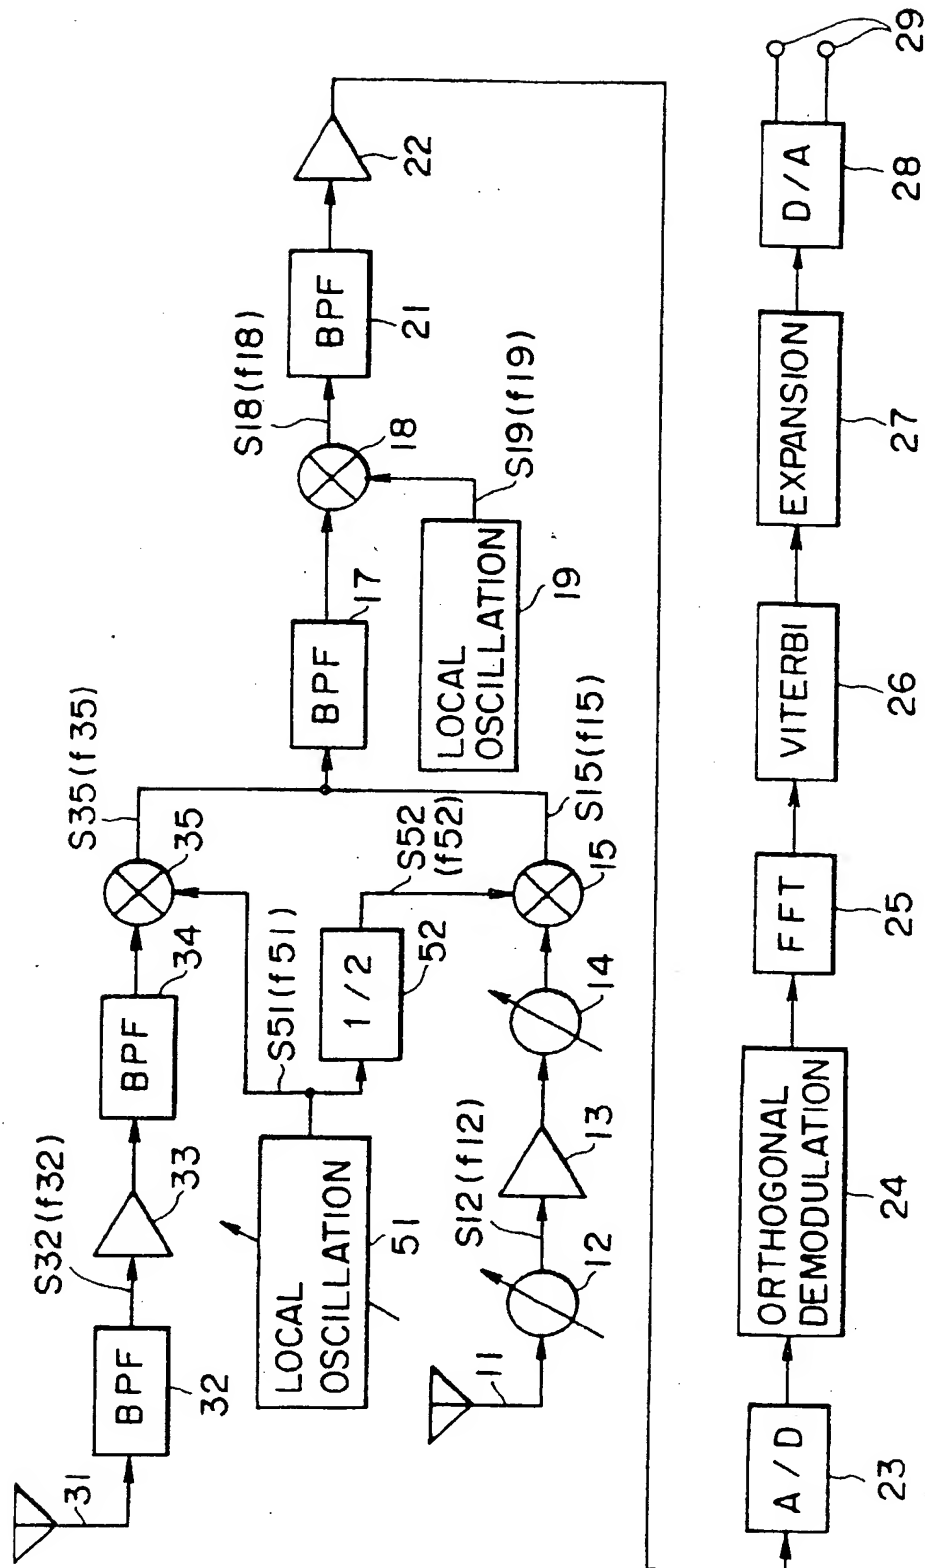 31
BPF
32
S32(f32)
33
BPF
34
35
S35(f35)
LOCAL
OSCILLATION
51
S51(f51)
1/2
52
S52
(f52)
11
12
S12(f12)
13
14
15
S15(f15)
BPF
17
18
S18(f18)
LOCAL
OSCILLATION
19
S19(f19)
BPF
21
22
A/D
23
ORTHOGONAL
DEMODULATION
24
FFT
25
VITERBI
26
EXPANSION
27
D/A
28
29